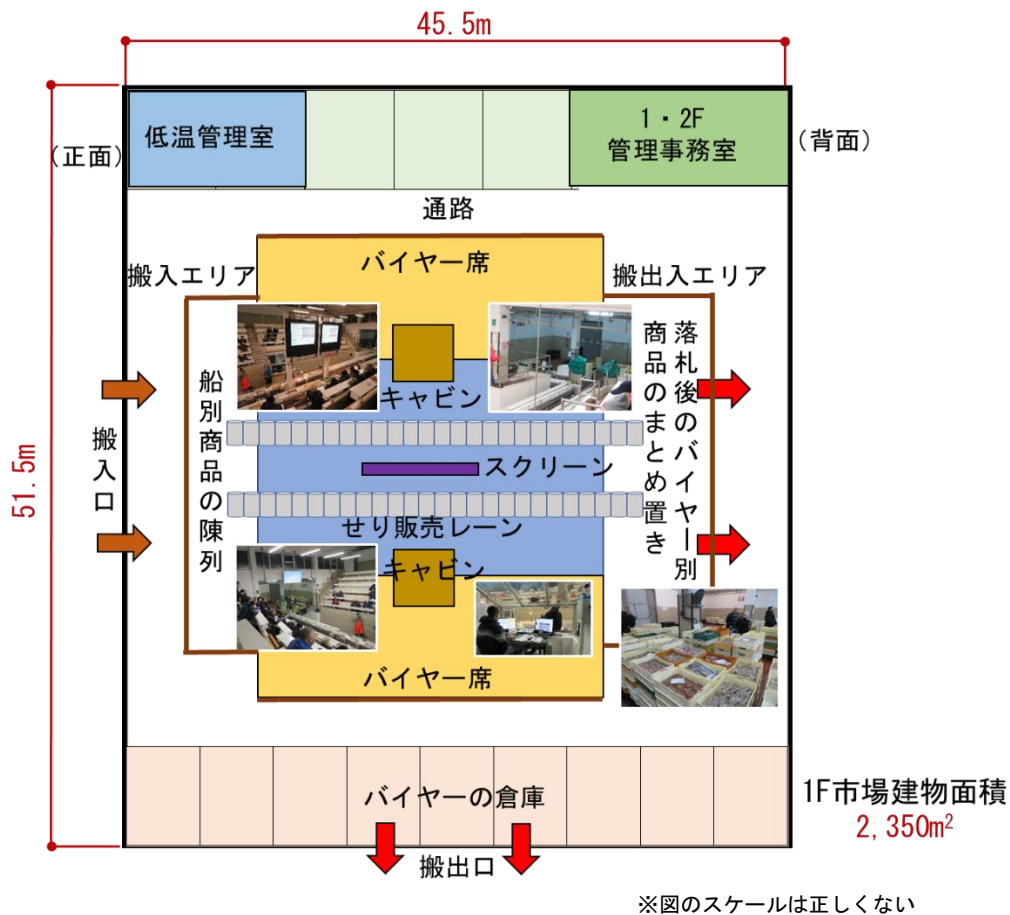 45.5m
低温管理室
1・2F
管理事務室
(正面)
(背面)
通路
バイヤー席
搬入エリア
搬出入エリア
船別商品の陳列
落札後のバイヤー別
商品のまとめ置き
キャビン
搬入口
51.5m
スクリーン
せり販売レーン
キャビン
バイヤー席
バイヤーの倉庫
1F市場建物面積
2,350m²
搬出口
※図のスケールは正しくない